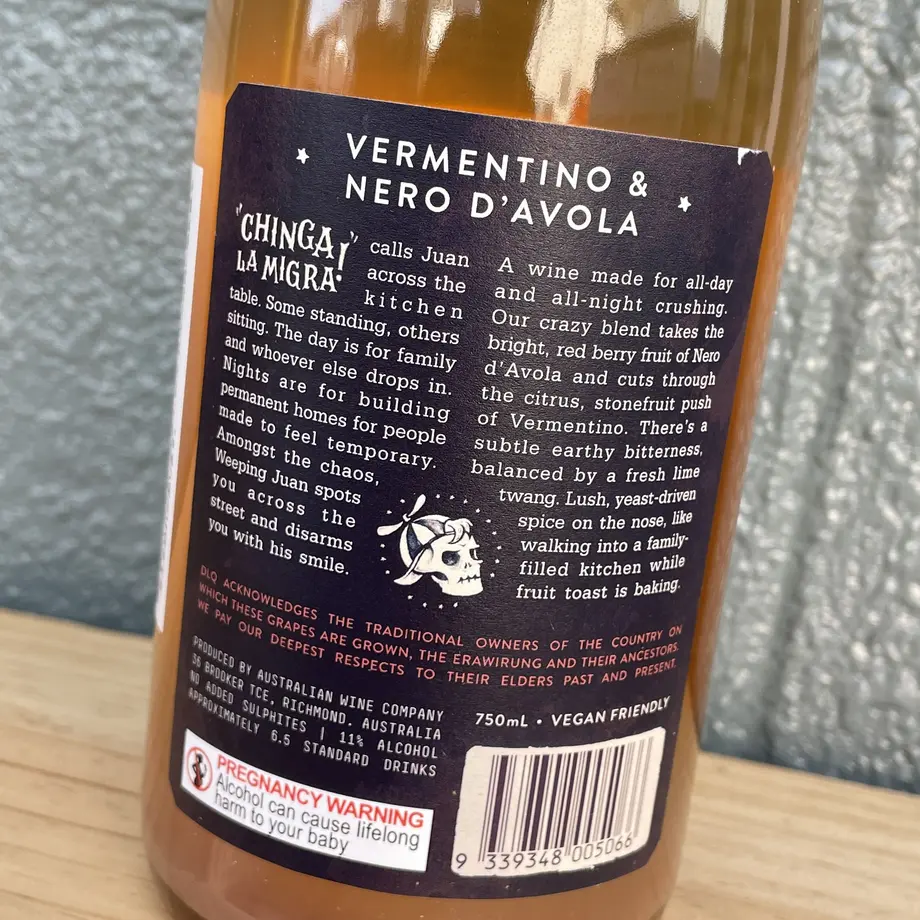 VERMENTINO &
NERO D'AVOLA
"CHINGA
LA MIGRA!"
calls Juan
across the
kitchen
table. Some standing, others
sitting. The day is for family
and whoever else drops in.
Nights are for building
permanent homes for people
made to feel temporary.
Amongst the chaos,
Weeping Juan spots
you across the
street and disarms
you with his smile.
A wine made for all-day
and all-night crushing.
Our crazy blend takes the
bright, red berry fruit of Nero
d'Avola and cuts through
the citrus, stonefruit push
of Vermentino. There's a
subtle earthy bitterness,
balanced by a fresh lime
twang. Lush, yeast-driven
spice on the nose, like
walking into a family-
filled kitchen while
fruit toast is baking.
DLQ ACKNOWLEDGES THE TRADITIONAL OWNERS OF THE COUNTRY ON
WHICH THESE GRAPES ARE GROWN, THE ERAWIRUNG AND THEIR ANCESTORS.
WE PAY OUR DEEPEST RESPECTS TO THEIR ELDERS PAST AND PRESENT.
PRODUCED BY AUSTRALIAN WINE COMPANY
36 BROOKER TCE, RICHMOND, AUSTRALIA
NO ADDED SULPHITES | 11% ALCOHOL
APPROXIMATELY 6.5 STANDARD DRINKS
750mL • VEGAN FRIENDLY
PREGNANCY WARNING
Alcohol can cause lifelong
harm to your baby
9 339348 005066